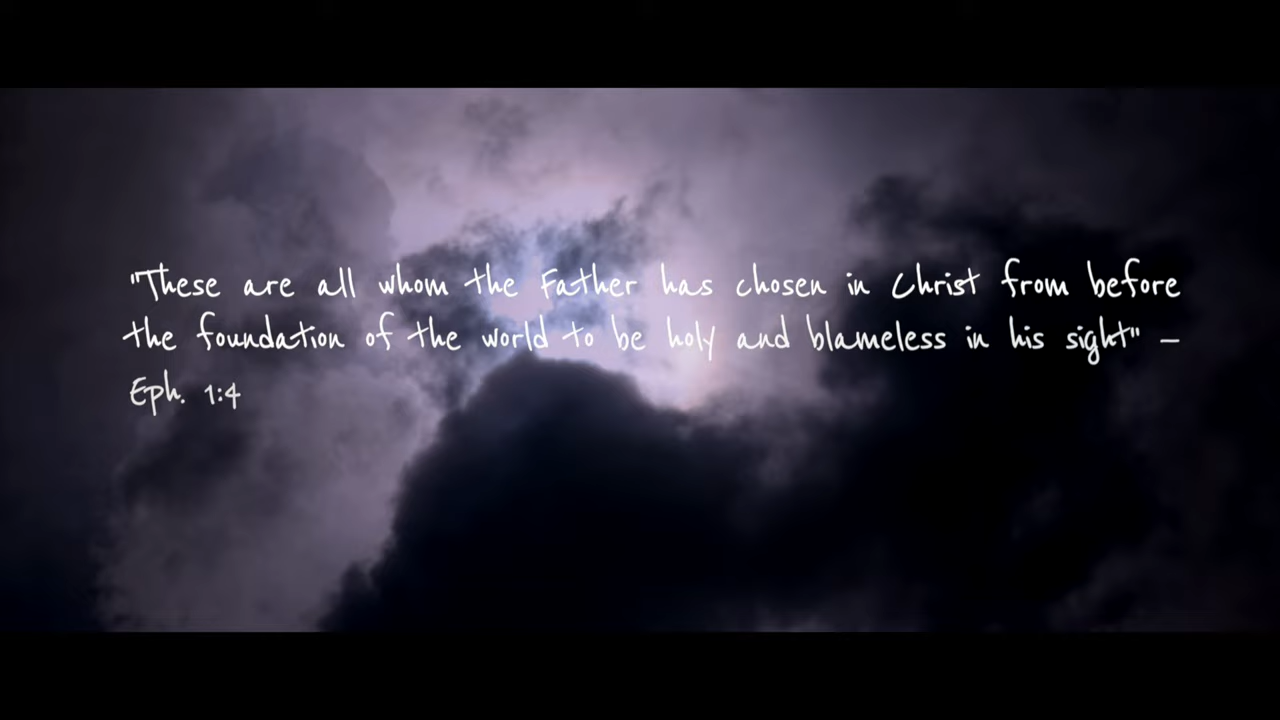 "These are all whom the Father has chosen in Christ from before
the foundation of the world to be holy and blameless in his sight" –
Eph. 1:4